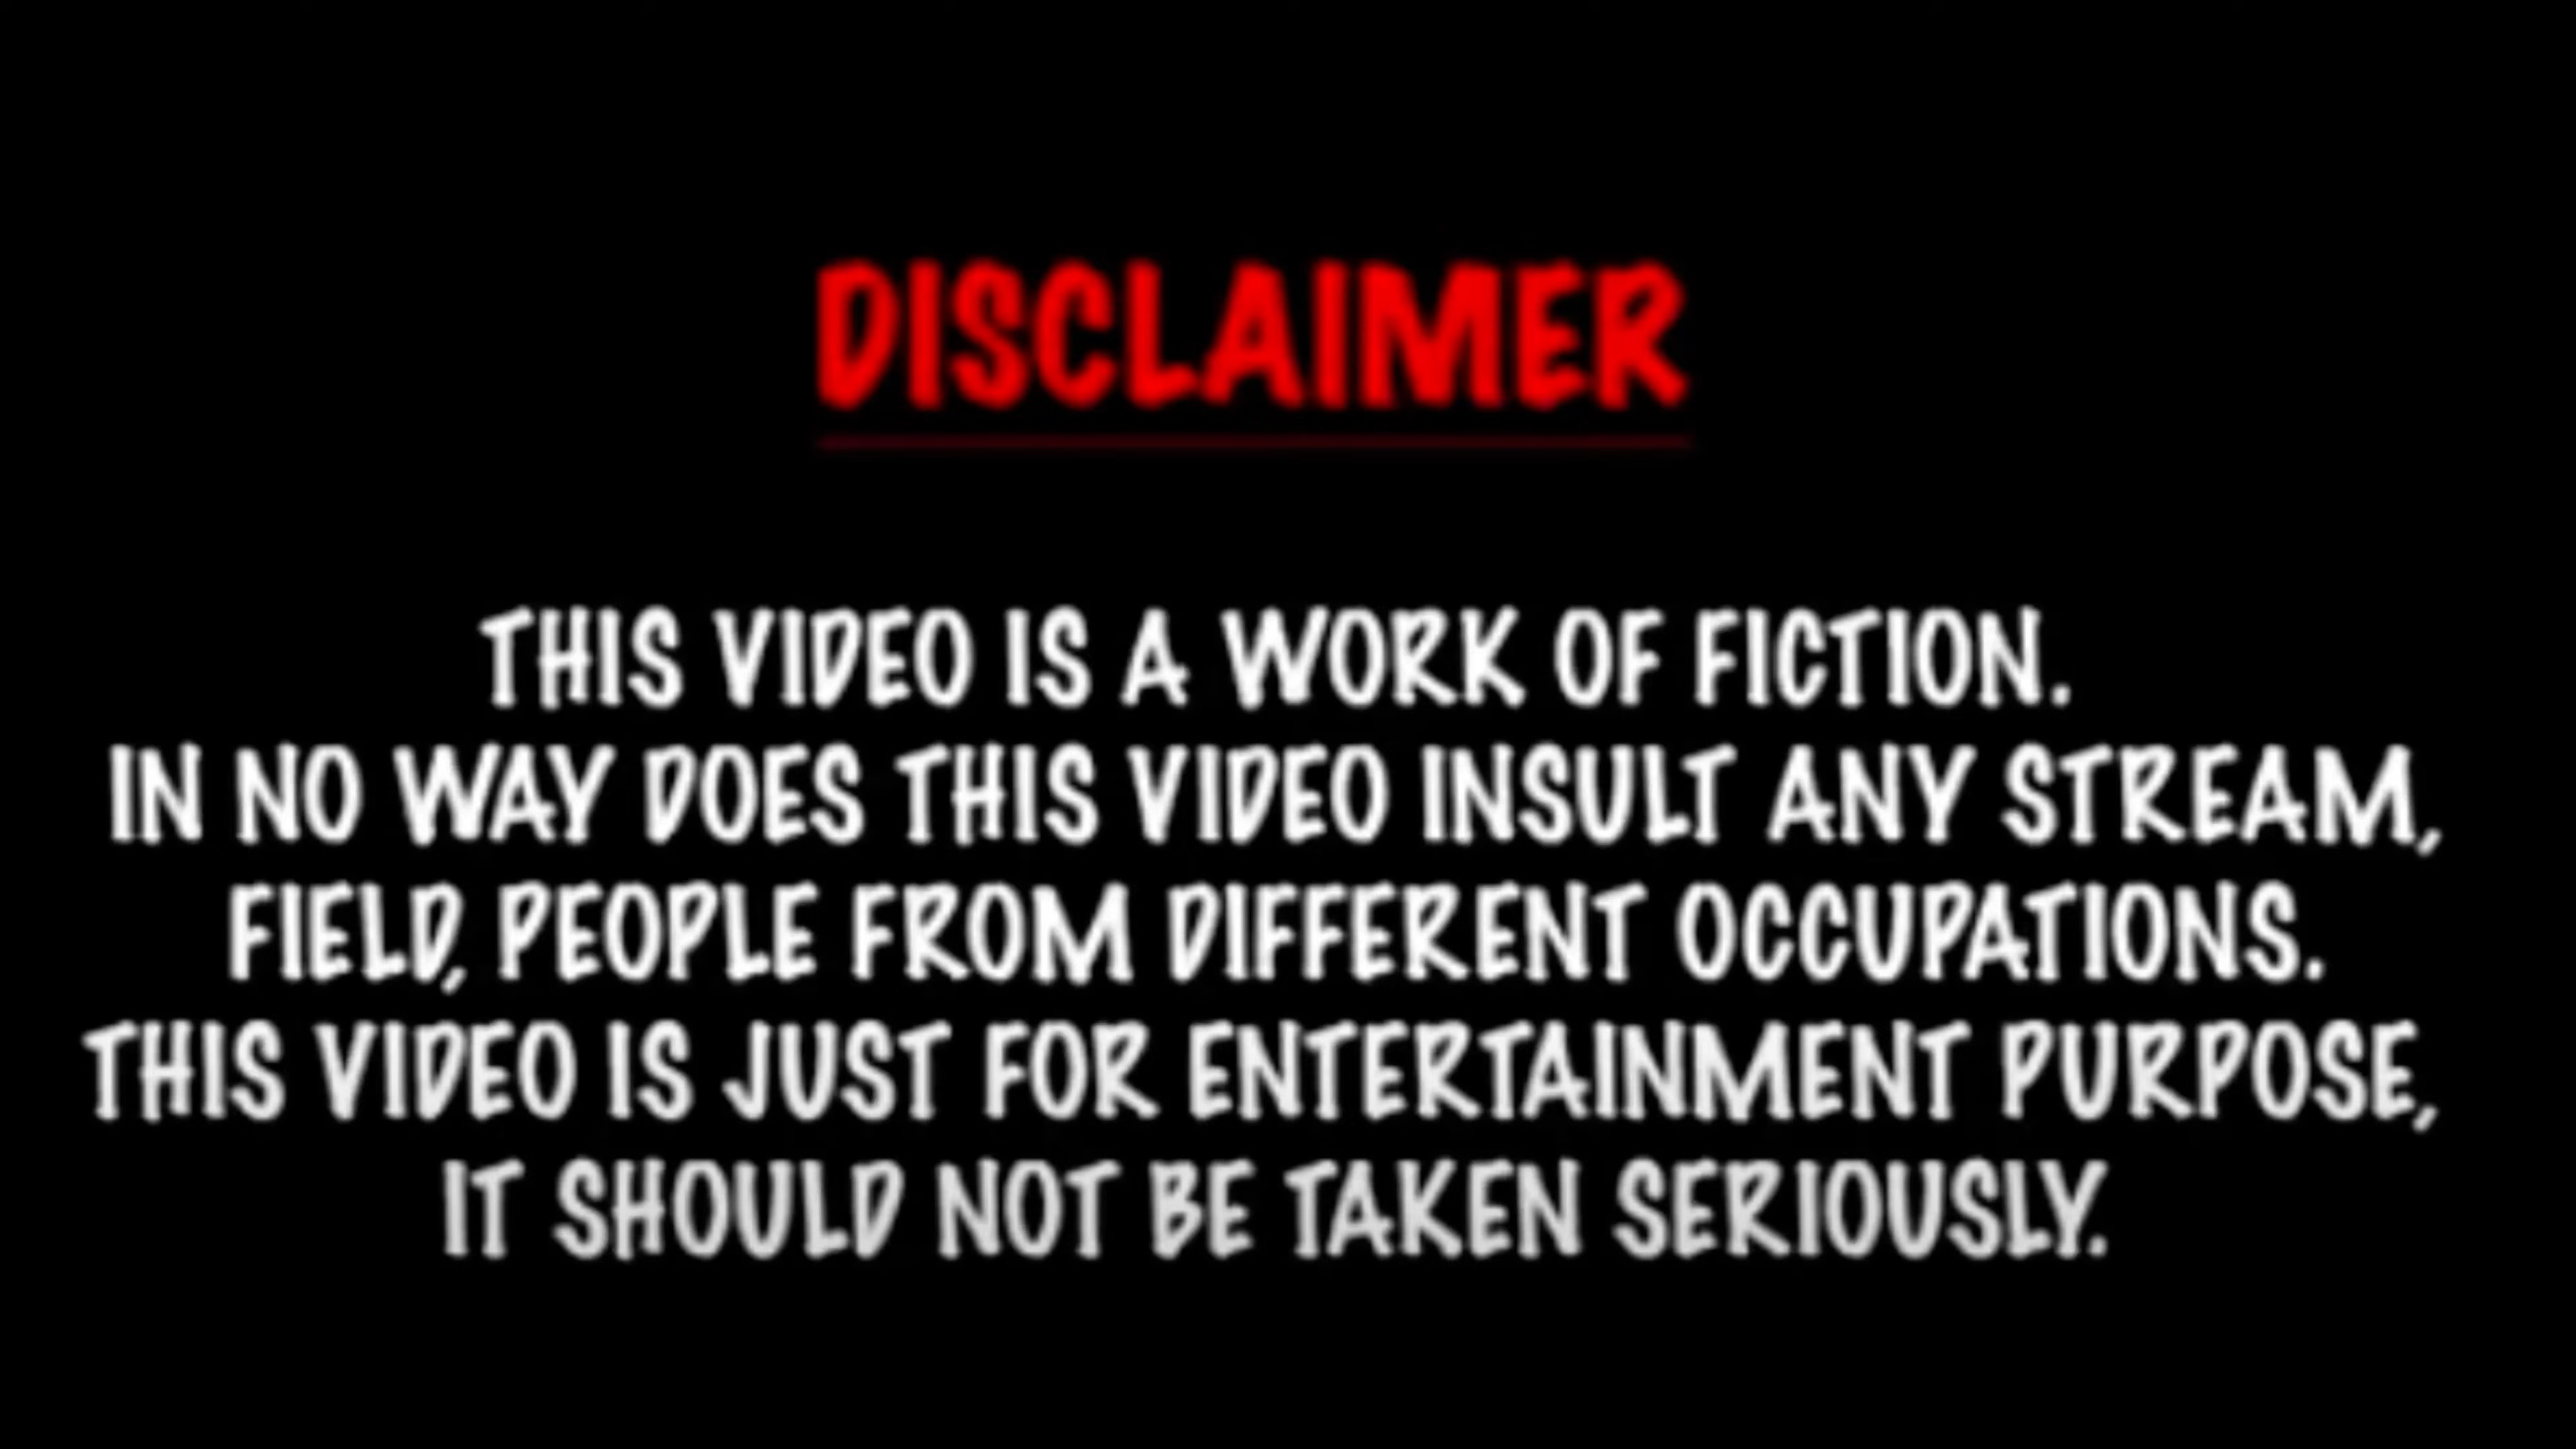 DISCLAIMER
THIS VIDEO IS A WORK OF FICTION.
IN NO WAY DOES THIS VIDEO INSULT ANY STREAM,
FIELD, PEOPLE FROM DIFFERENT OCCUPATIONS.
THIS VIDEO IS JUST FOR ENTERTAINMENT PURPOSE,
IT SHOULD NOT BE TAKEN SERIOUSLY.